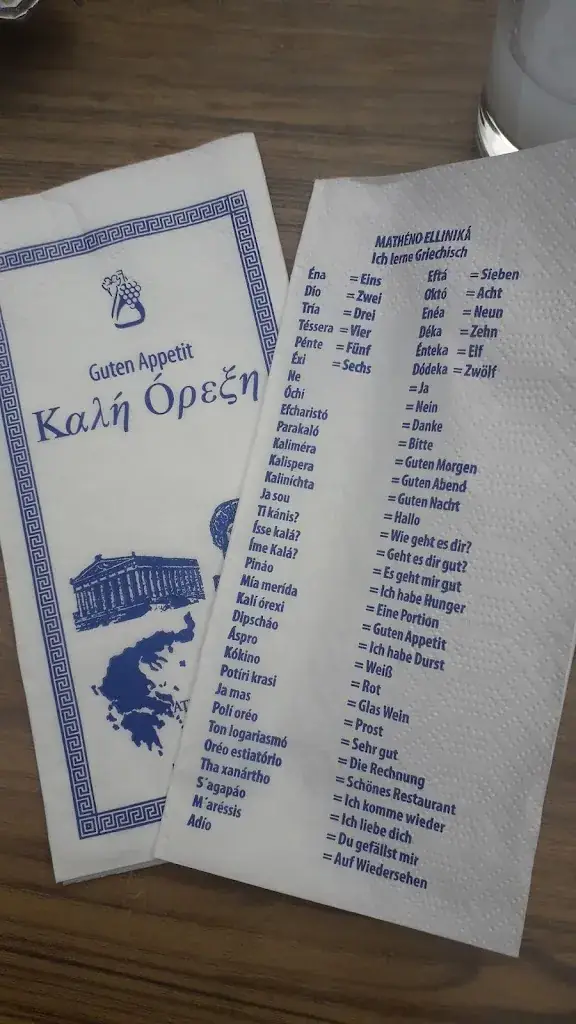 Guten Appetit
Καλή Όρεξη
ΑΤ
MATHÉNO ELLINIKÁ
Ich lerne Griechisch
Éna = Eins Eftá = Sieben
Dio = Zwei Októ = Acht
Tría = Drei Enéa = Neun
Téssera = Vier Déka = Zehn
Pénte = Fünf Énteka = Elf
Éxi = Sechs Dódeka = Zwölf
Ne = Ja
Óchi = Nein
Efcharistó = Danke
Parakaló = Bitte
Kaliméra = Guten Morgen
Kalispera = Guten Abend
Kaliníchta = Guten Nacht
Ja sou = Hallo
Ti kánis? = Wie geht es dir?
Ísse kalá? = Geht es dir gut?
Íme Kalá? = Es geht mir gut
Pináo = Ich habe Hunger
Mía merída = Eine Portion
Kalí órexi = Guten Appetit
Dipscháo = Ich habe Durst
Áspro = Weiß
Kókino = Rot
Potíri krasi = Glas Wein
Ja mas = Prost
Polí oréo = Sehr gut
Ton logariasmó = Die Rechnung
Oréo estiatório = Schönes Restaurant
Tha xanártho = Ich komme wieder
S´agapáo = Ich liebe dich
M´aréssis = Du gefällst mir
Adío = Auf Wiedersehen